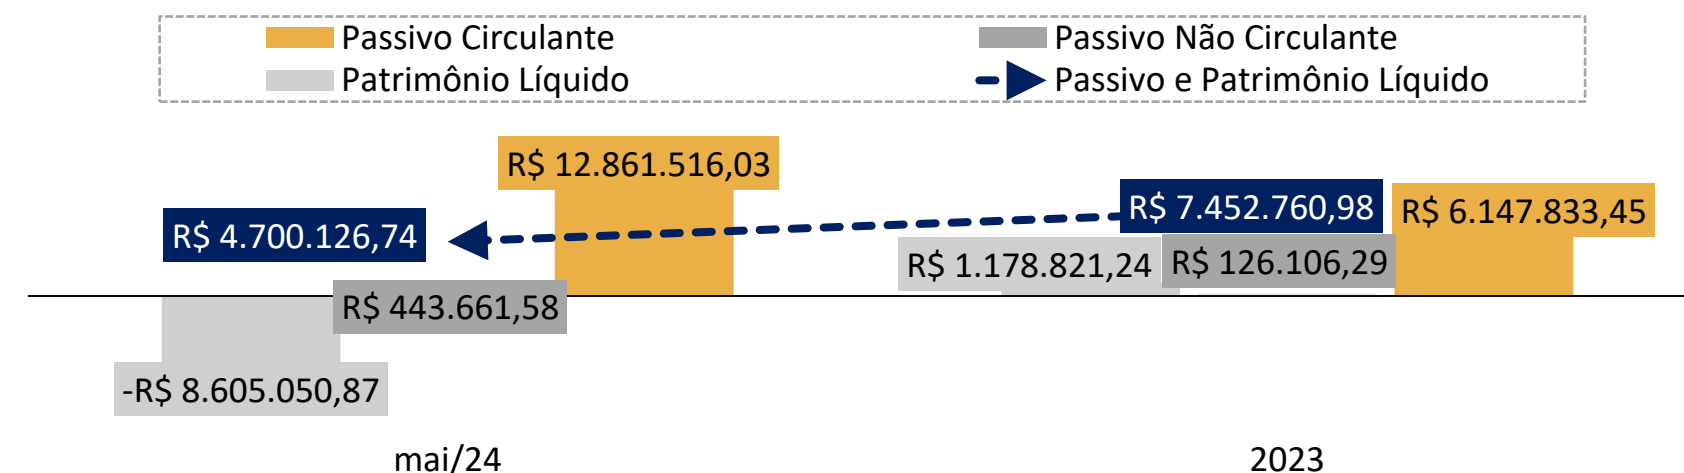 Passivo Circulante
Passivo Não Circulante
Patrimônio Líquido
Passivo e Patrimônio Líquido
R$ 12.861.516,03
R$ 4.700.126,74
R$ 443.661,58
-R$ 8.605.050,87
R$ 7.452.760,98
R$ 6.147.833,45
R$ 1.178.821,24
R$ 126.106,29
mai/24
2023